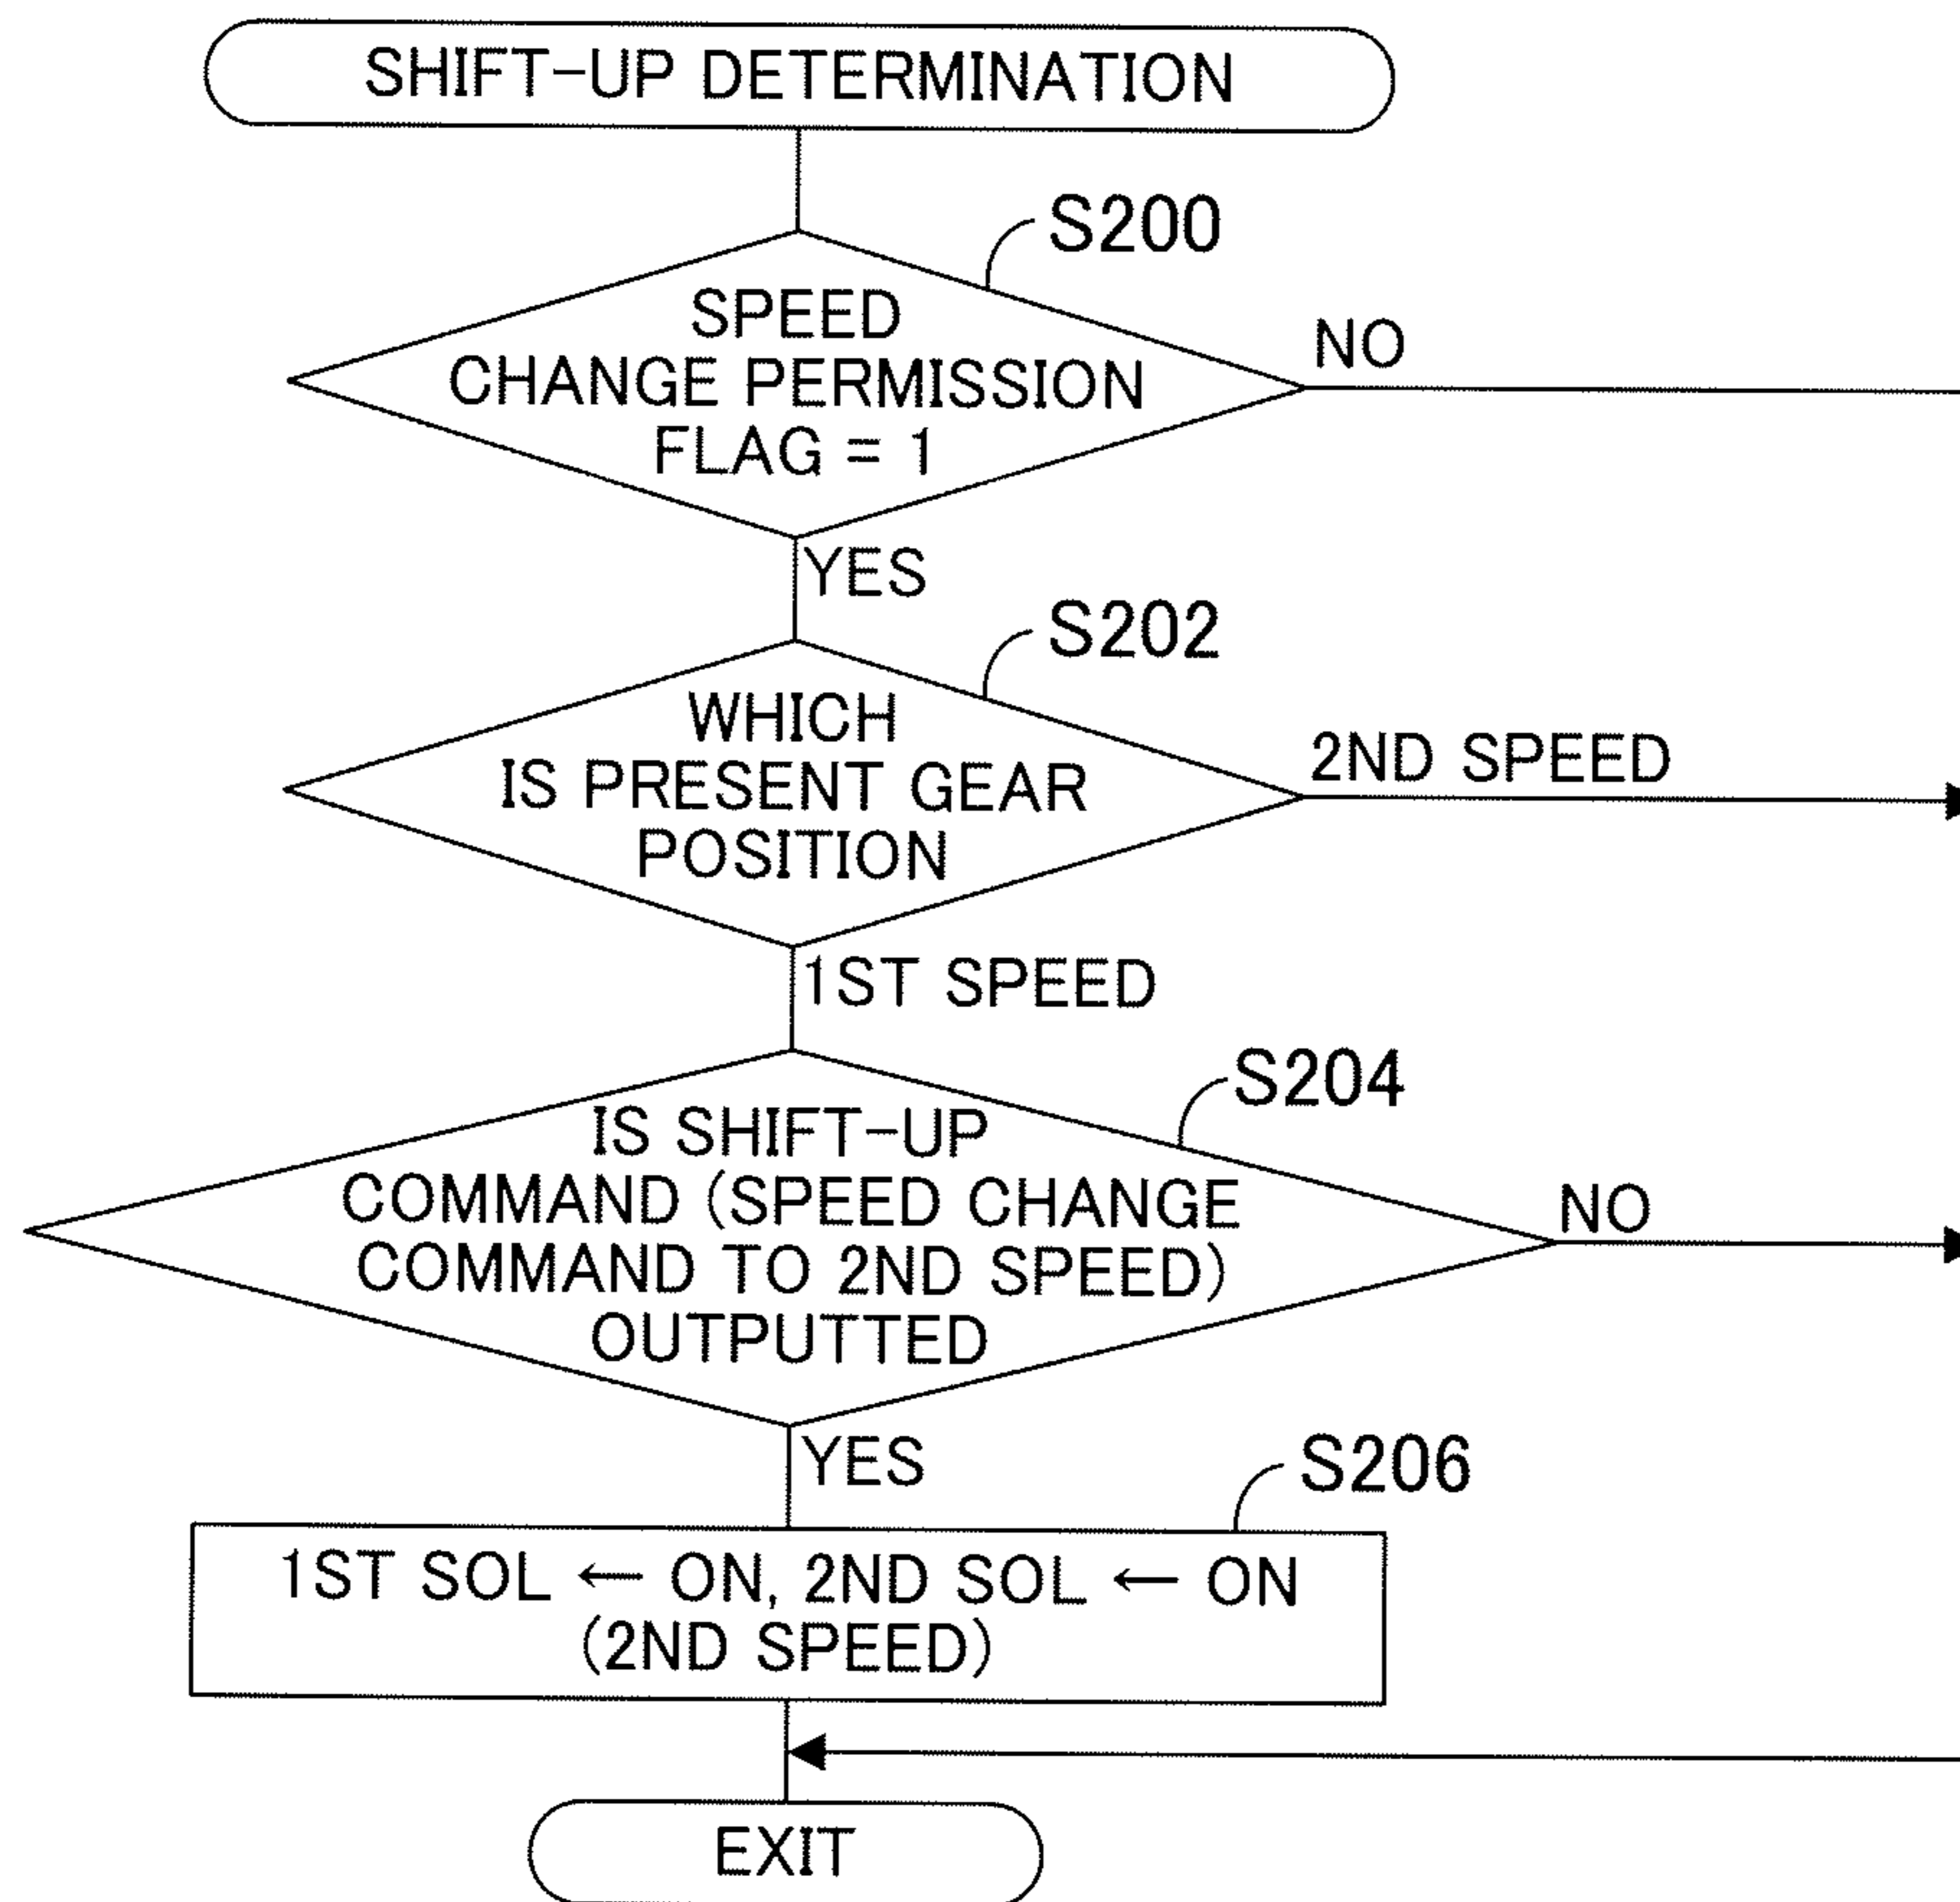 SHIFT-UP DETERMINATION
S200
SPEED
CHANGE PERMISSION
FLAG = 1
NO
YES
S202
WHICH
IS PRESENT GEAR
POSITION
2ND SPEED
1ST SPEED
S204
IS SHIFT-UP
COMMAND (SPEED CHANGE
COMMAND TO 2ND SPEED)
OUTPUTTED
NO
YES
S206
1ST SOL ← ON, 2ND SOL ← ON
(2ND SPEED)
EXIT